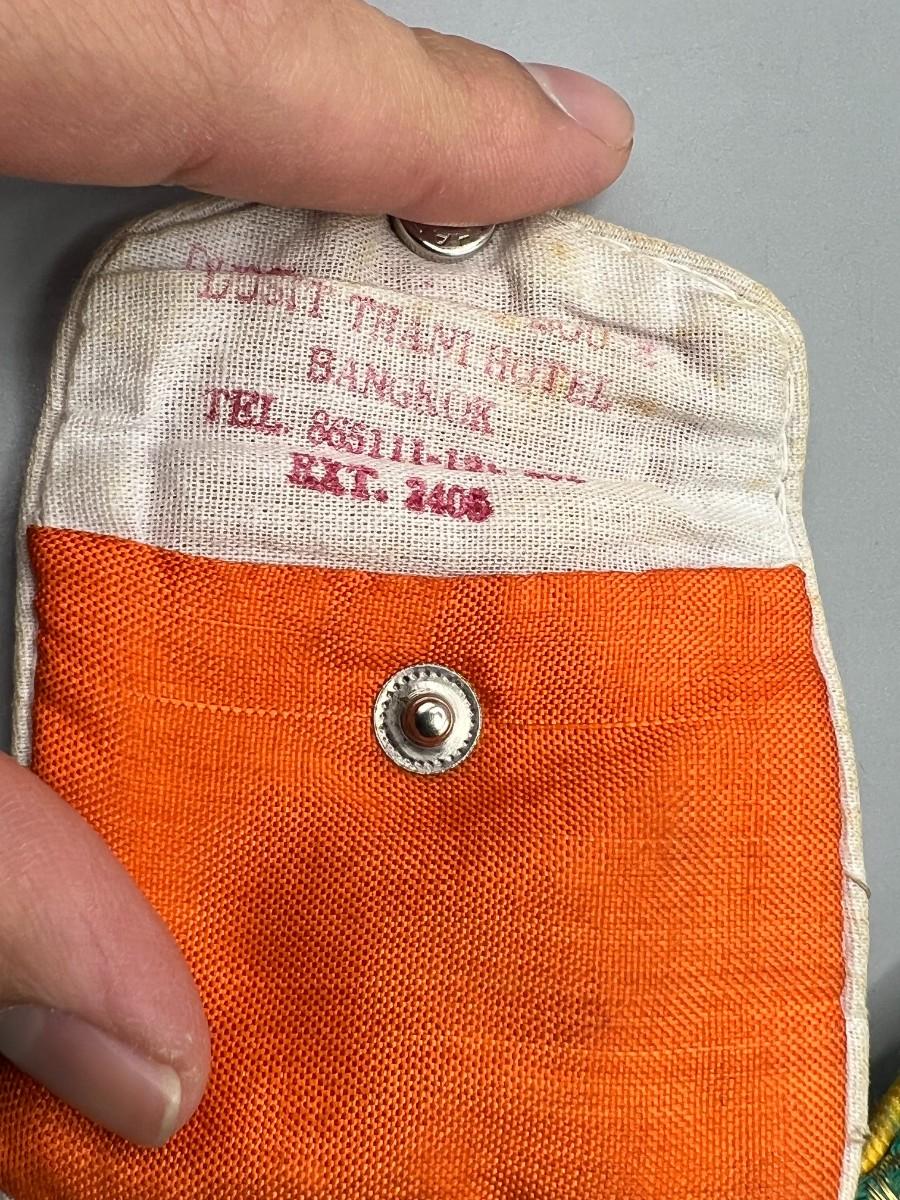 DUSIT THANI HOTEL
BANGKOK
TEL. 865111-
EXT. 2405